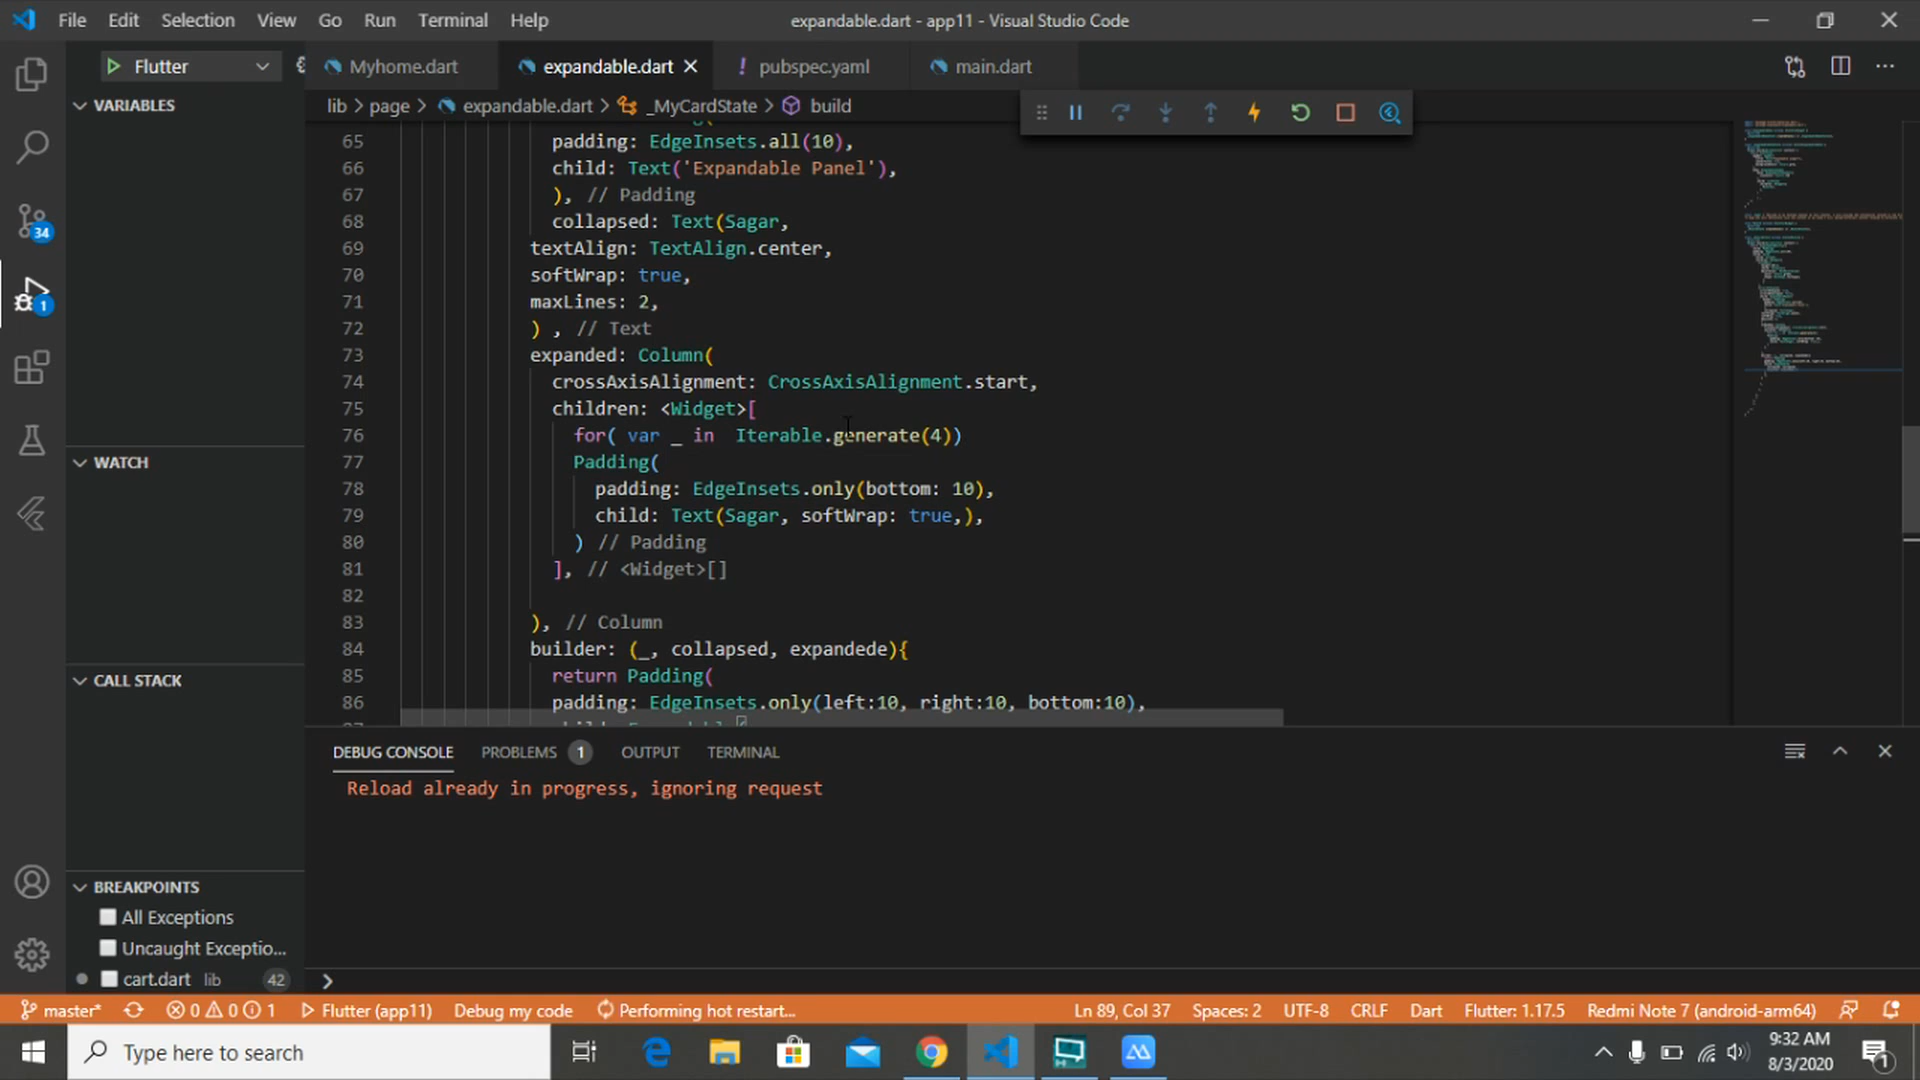 File Edit Selection View Go Run Terminal Help expandable.dart - app11 - Visual Studio Code
Flutter Myhome.dart expandable.dart pubspec.yaml main.dart
VARIABLES
lib > page > expandable.dart > _MyCardState > build
65 padding: EdgeInsets.all(10),
66 child: Text('Expandable Panel'),
67 ), // Padding
68 collapsed: Text(Sagar,
69 textAlign: TextAlign.center,
70 softWrap: true,
71 maxLines: 2,
72 ) , // Text
73 expanded: Column(
74 crossAxisAlignment: CrossAxisAlignment.start,
75 children: <Widget>[
76 for( var _ in Iterable.generate(4))
77 Padding(
78 padding: EdgeInsets.only(bottom: 10),
79 child: Text(Sagar, softWrap: true,),
80 ) // Padding
81 ], // <Widget>[]
82
83 ), // Column
84 builder: (_, collapsed, expandede){
85 return Padding(
86 padding: EdgeInsets.only(left:10, right:10, bottom:10),
34
1
WATCH
CALL STACK
BREAKPOINTS
All Exceptions
Uncaught Exceptio...
cart.dart lib 42
DEBUG CONSOLE PROBLEMS 1 OUTPUT TERMINAL
Reload already in progress, ignoring request
master* 0 0 1 Flutter (app11) Debug my code Performing hot restart... Ln 89, Col 37 Spaces: 2 UTF-8 CRLF Dart Flutter: 1.17.5 Redmi Note 7 (android-arm64)
Type here to search
9:32 AM
8/3/2020
1